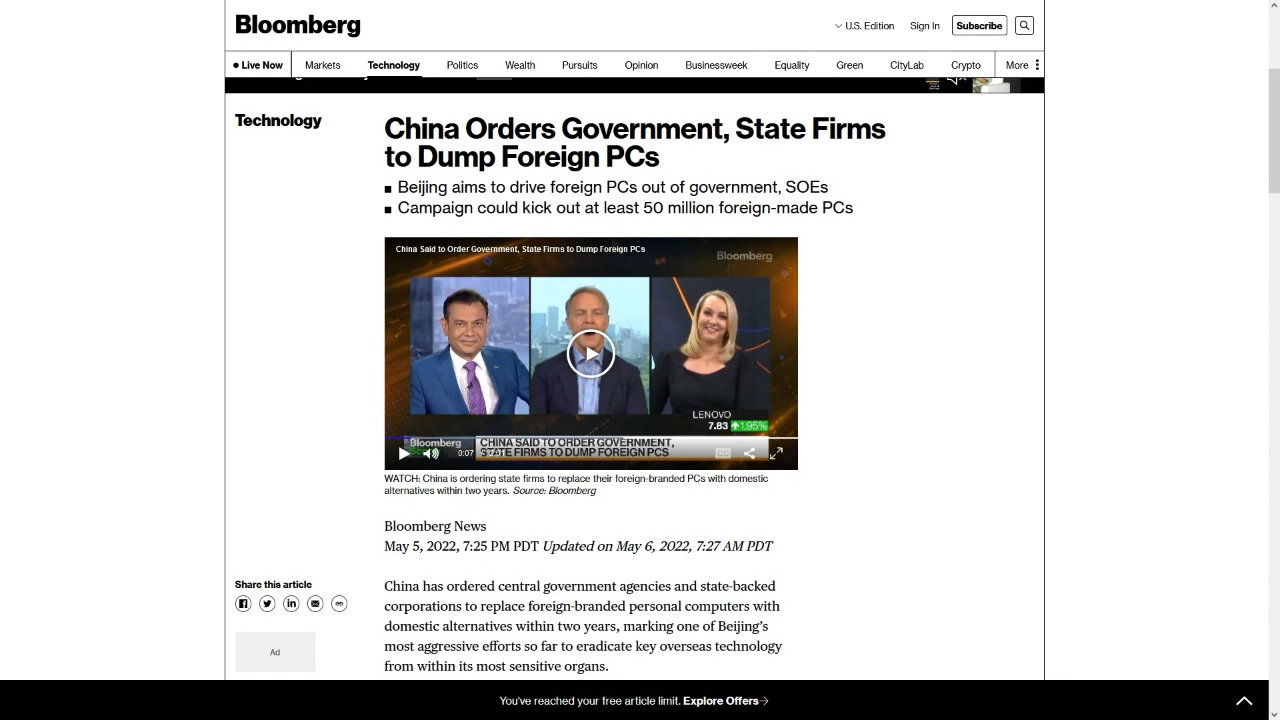 Bloomberg
U.S. Edition
Sign In
Subscribe
Live Now
Markets
Technology
Politics
Wealth
Pursuits
Opinion
Businessweek
Equality
Green
CityLab
Crypto
More
Technology
China Orders Government, State Firms
to Dump Foreign PCs
Beijing aims to drive foreign PCs out of government, SOEs
Campaign could kick out at least 50 million foreign-made PCs
China Said to Order Government, State Firms to Dump Foreign PCs
Bloomberg
LENOVO
7.83 1.95%
Bloomberg
CHINA SAID TO ORDER GOVERNMENT,
STATE FIRMS TO DUMP FOREIGN PCS
0:07
CC
WATCH: China is ordering state firms to replace their foreign-branded PCs with domestic
alternatives within two years. Source: Bloomberg
Bloomberg News
May 5, 2022, 7:25 PM PDT Updated on May 6, 2022, 7:27 AM PDT
Share this article
Ad
China has ordered central government agencies and state-backed
corporations to replace foreign-branded personal computers with
domestic alternatives within two years, marking one of Beijing’s
most aggressive efforts so far to eradicate key overseas technology
from within its most sensitive organs.
You've reached your free article limit. Explore Offers